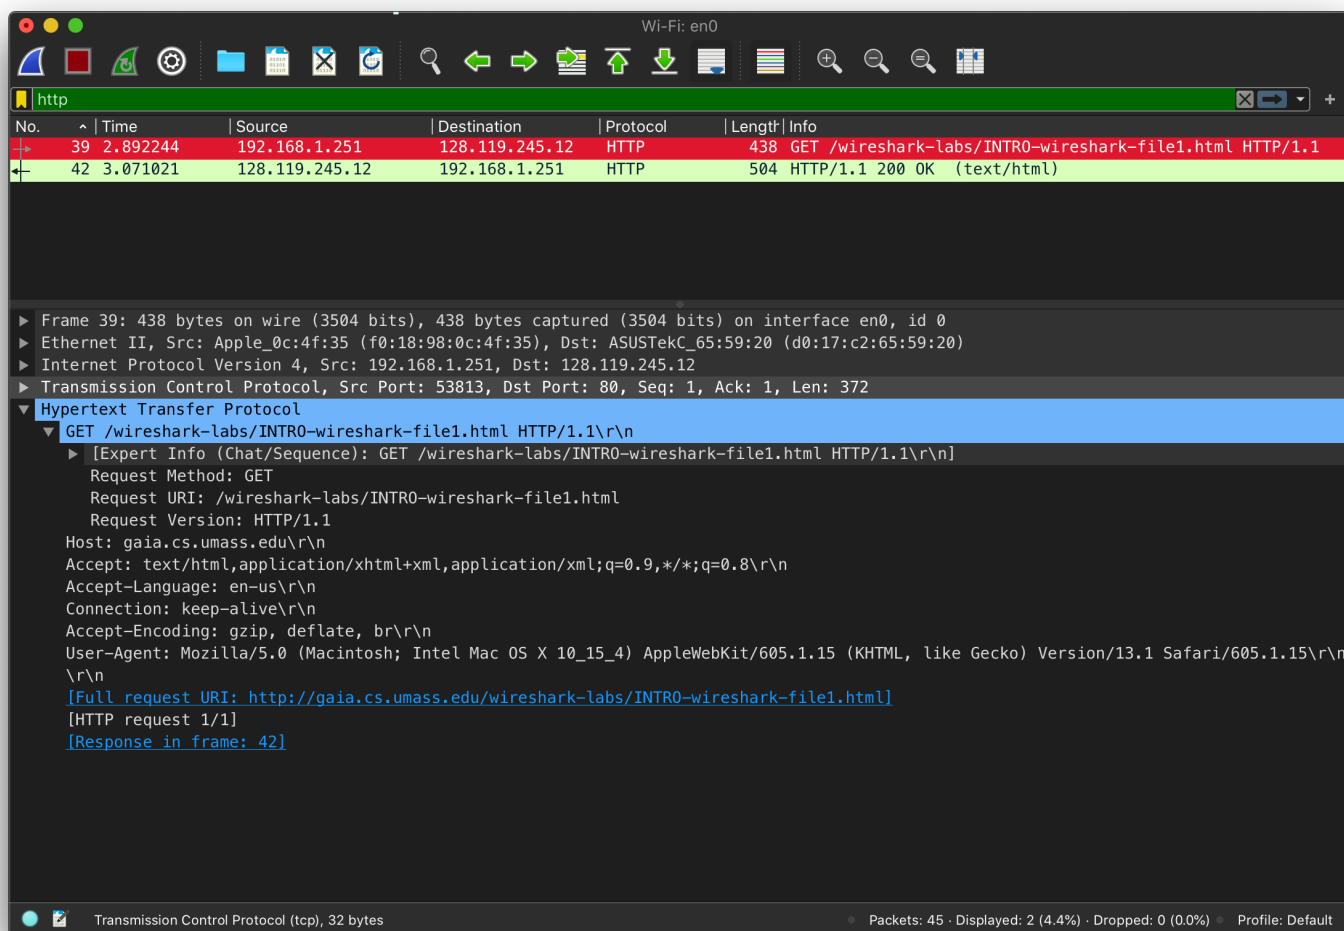 Wi-Fi: en0
http
No. Time Source Destination Protocol Length Info
39 2.892244 192.168.1.251 128.119.245.12 HTTP 438 GET /wireshark-labs/INTRO-wireshark-file1.html HTTP/1.1
42 3.071021 128.119.245.12 192.168.1.251 HTTP 504 HTTP/1.1 200 OK  (text/html)
Frame 39: 438 bytes on wire (3504 bits), 438 bytes captured (3504 bits) on interface en0, id 0
Ethernet II, Src: Apple_0c:4f:35 (f0:18:98:0c:4f:35), Dst: ASUSTekC_65:59:20 (d0:17:c2:65:59:20)
Internet Protocol Version 4, Src: 192.168.1.251, Dst: 128.119.245.12
Transmission Control Protocol, Src Port: 53813, Dst Port: 80, Seq: 1, Ack: 1, Len: 372
Hypertext Transfer Protocol
GET /wireshark-labs/INTRO-wireshark-file1.html HTTP/1.1\r\n
[Expert Info (Chat/Sequence): GET /wireshark-labs/INTRO-wireshark-file1.html HTTP/1.1\r\n]
Request Method: GET
Request URI: /wireshark-labs/INTRO-wireshark-file1.html
Request Version: HTTP/1.1
Host: gaia.cs.umass.edu\r\n
Accept: text/html,application/xhtml+xml,application/xml;q=0.9,*/*;q=0.8\r\n
Accept-Language: en-us\r\n
Connection: keep-alive\r\n
Accept-Encoding: gzip, deflate, br\r\n
User-Agent: Mozilla/5.0 (Macintosh; Intel Mac OS X 10_15_4) AppleWebKit/605.1.15 (KHTML, like Gecko) Version/13.1 Safari/605.1.15\r\n
\r\n
[Full request URI: http://gaia.cs.umass.edu/wireshark-labs/INTRO-wireshark-file1.html]
[HTTP request 1/1]
[Response in frame: 42]
Transmission Control Protocol (tcp), 32 bytes Packets: 45 · Displayed: 2 (4.4%) · Dropped: 0 (0.0%) Profile: Default